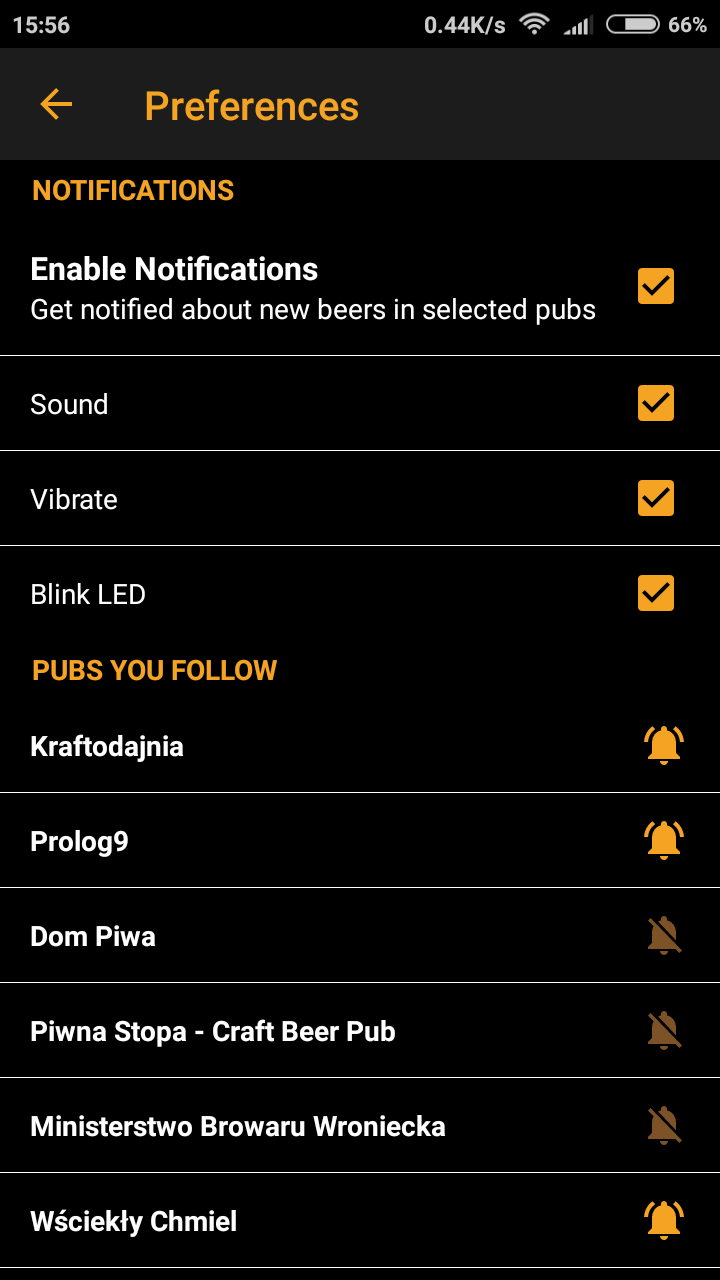 15:56 0.44K/s 66%
Preferences
NOTIFICATIONS
Enable Notifications
Get notified about new beers in selected pubs
Sound
Vibrate
Blink LED
PUBS YOU FOLLOW
Kraftodajnia
Prolog9
Dom Piwa
Piwna Stopa - Craft Beer Pub
Ministerstwo Browaru Wroniecka
Wściekły Chmiel